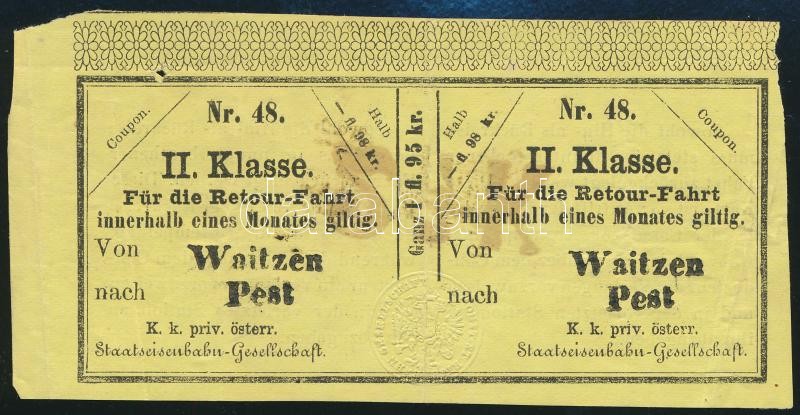 Coupon.
Nr. 48.
Halb
— fl. 98 kr.
II. Klasse.
Für die Retour-Fahrt
innerhalb eines Monates giltig.
Von Waitzen
nach Pest
K. k. priv. österr.
Staatseisenbahn-Gesellschaft.
Ganz 1 fl. 95 kr.
Halb
— fl. 98 kr.
Nr. 48.
Coupon.
II. Klasse.
Für die Retour-Fahrt
innerhalb eines Monates giltig.
Von Waitzen
nach Pest
K. k. priv. österr.
Staatseisenbahn-Gesellschaft.
darabanth